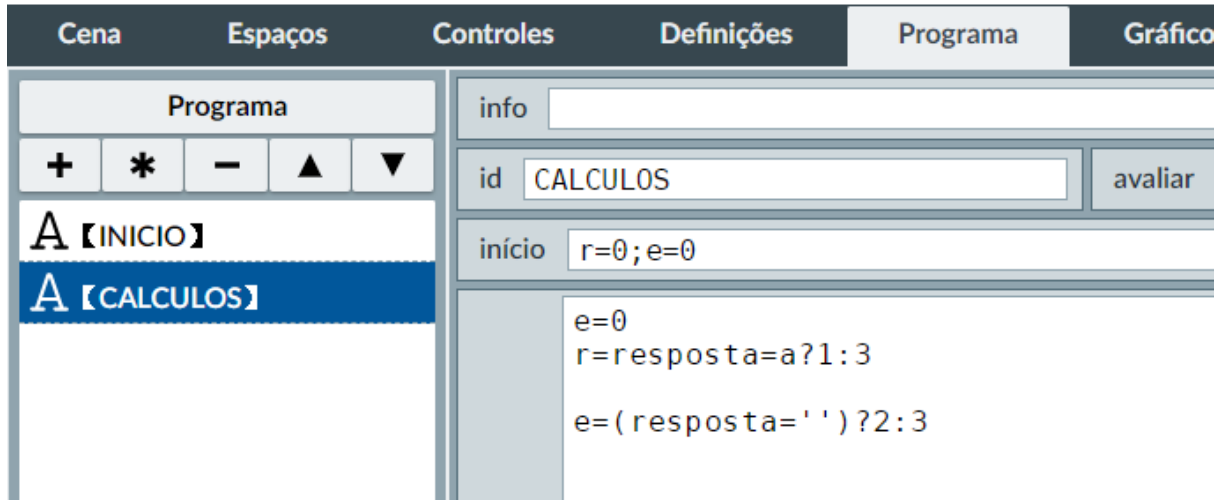 Cena Espaços Controles Definições Programa Gráfico
Programa
+ * − ▲ ▼
A【INICIO】
A【CALCULOS】
info
id CALCULOS avaliar
início r=0;e=0
e=0
r=resposta=a?1:3
e=(resposta='')?2:3